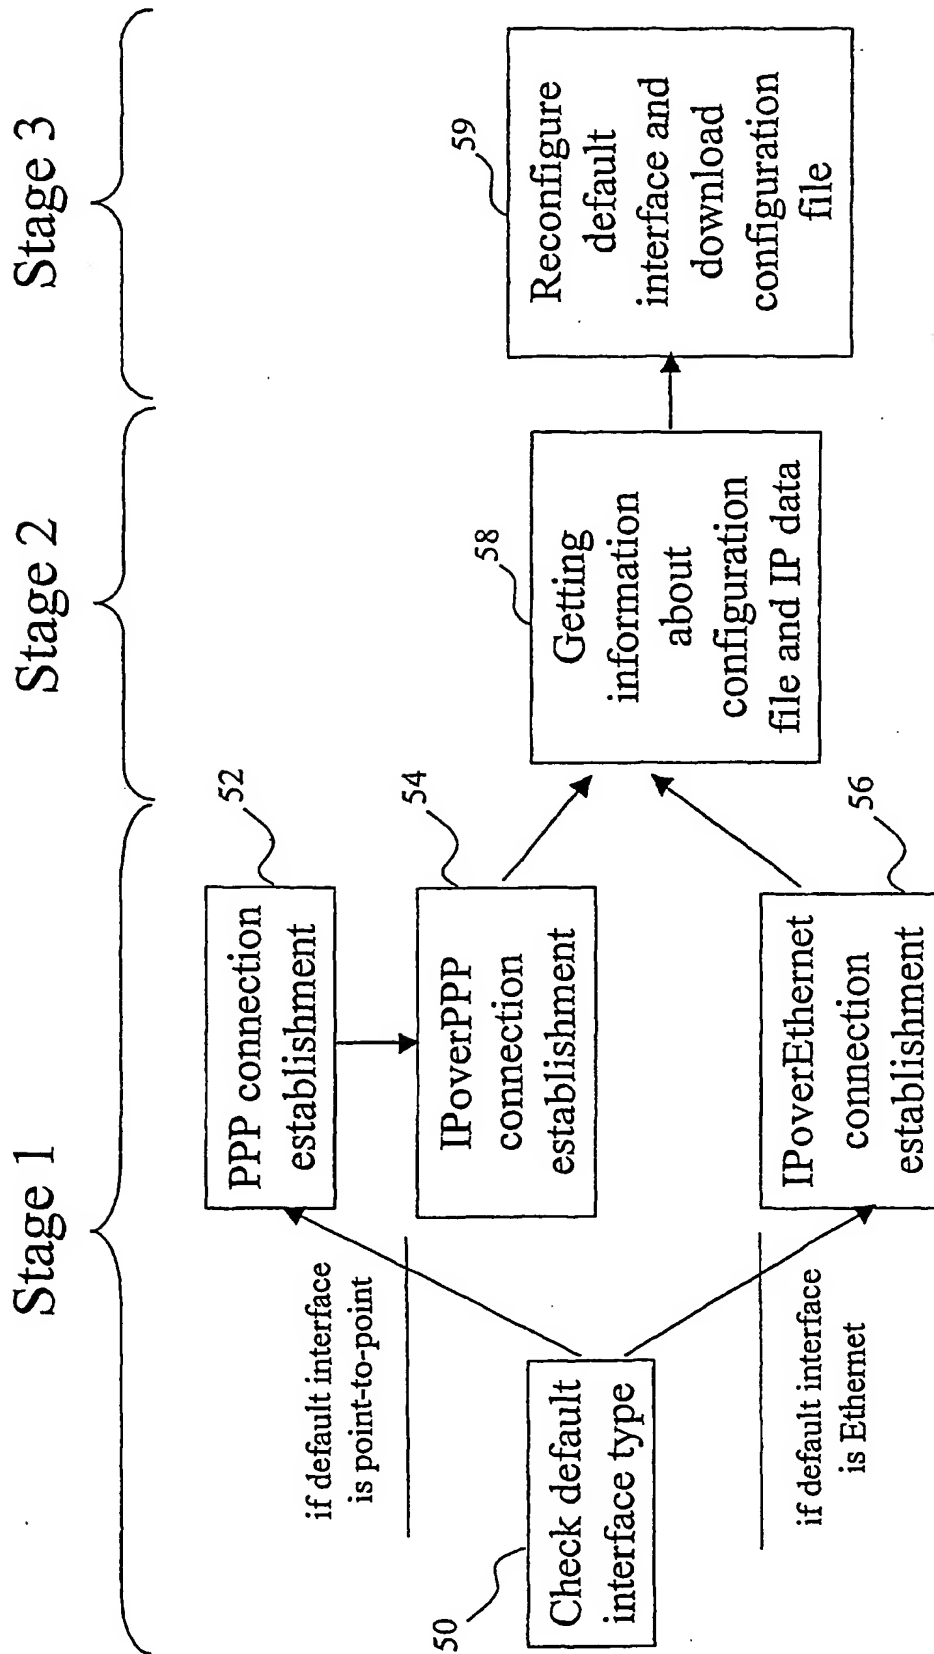 Stage 1
Stage 2
Stage 3
50
Check default
interface type
if default interface
is point-to-point
if default interface
is Ethernet
52
PPP connection
establishment
54
IPoverPPP
connection
establishment
56
IPoverEthernet
connection
establishment
58
Getting
information
about
configuration
file and IP data
59
Reconfigure
default
interface and
download
configuration
file